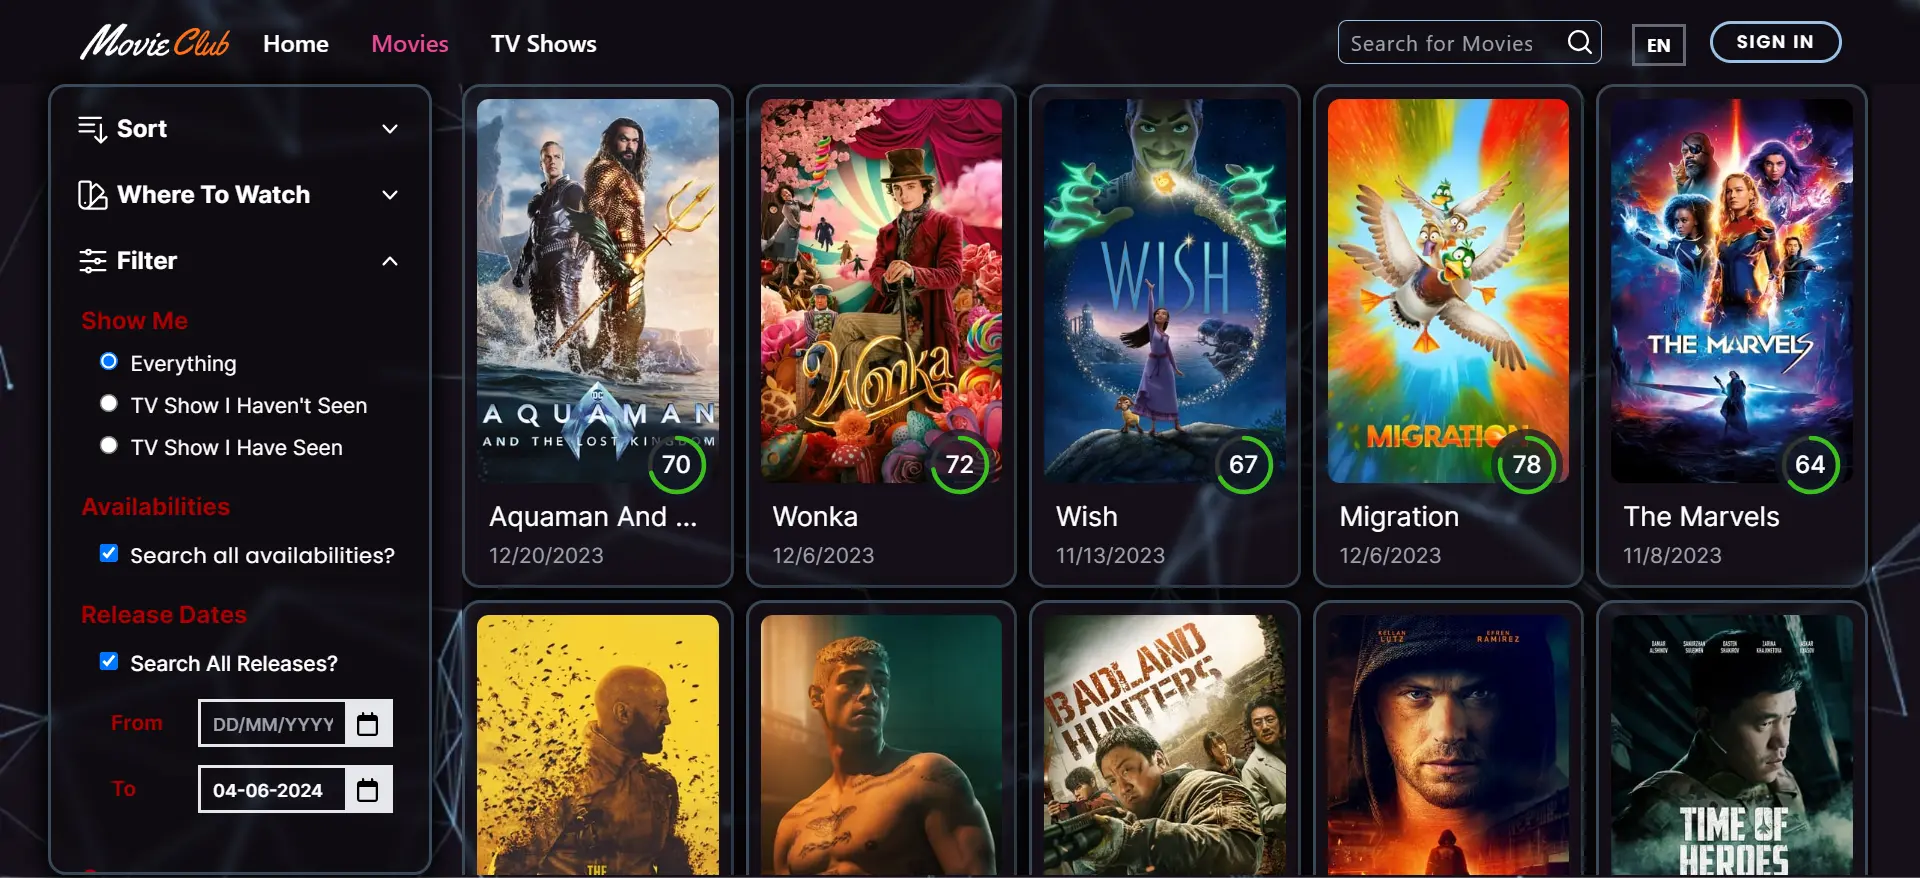 Movie Club
Home
Movies
TV Shows
Search for Movies
EN
SIGN IN
Sort
Where To Watch
Filter
Show Me
Everything
TV Show I Haven't Seen
TV Show I Have Seen
Availabilities
Search all availabilities?
Release Dates
Search All Releases?
From
DD/MM/YYYY
To
04-06-2024
DC
AQUAMAN
AND THE LOST KINGDOM
70
Aquaman And ...
12/20/2023
Wonka
72
Wonka
12/6/2023
WISH
67
Wish
11/13/2023
MIGRATION
78
Migration
12/6/2023
THE MARVELS
64
The Marvels
11/8/2023
THE
BADLAND
HUNTERS
KELLAN
LUTZ
EFREN
RAMIREZ
TIME OF
HEROES